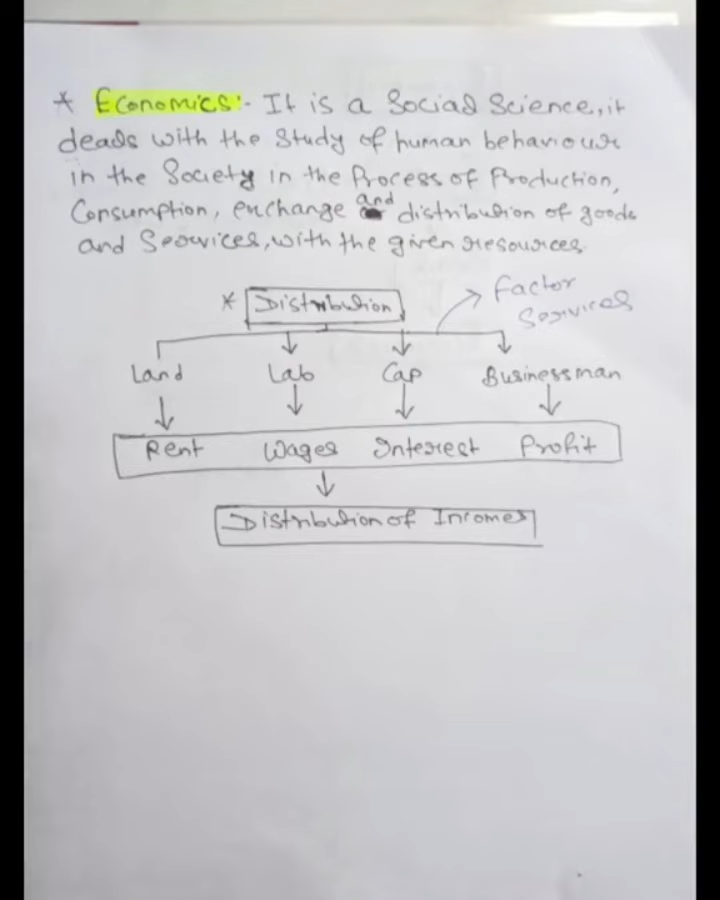 * Economics:- It is a Social Science, it
deals with the Study of human behaviour
in the Society in the Process of Production,
Consumption, exchange and distribution of goods
and Services, with the given resources.
* Distribution
Factor
Services
Land Lab Cap Businessman
Rent Wages Interest Profit
Distribution of Incomes